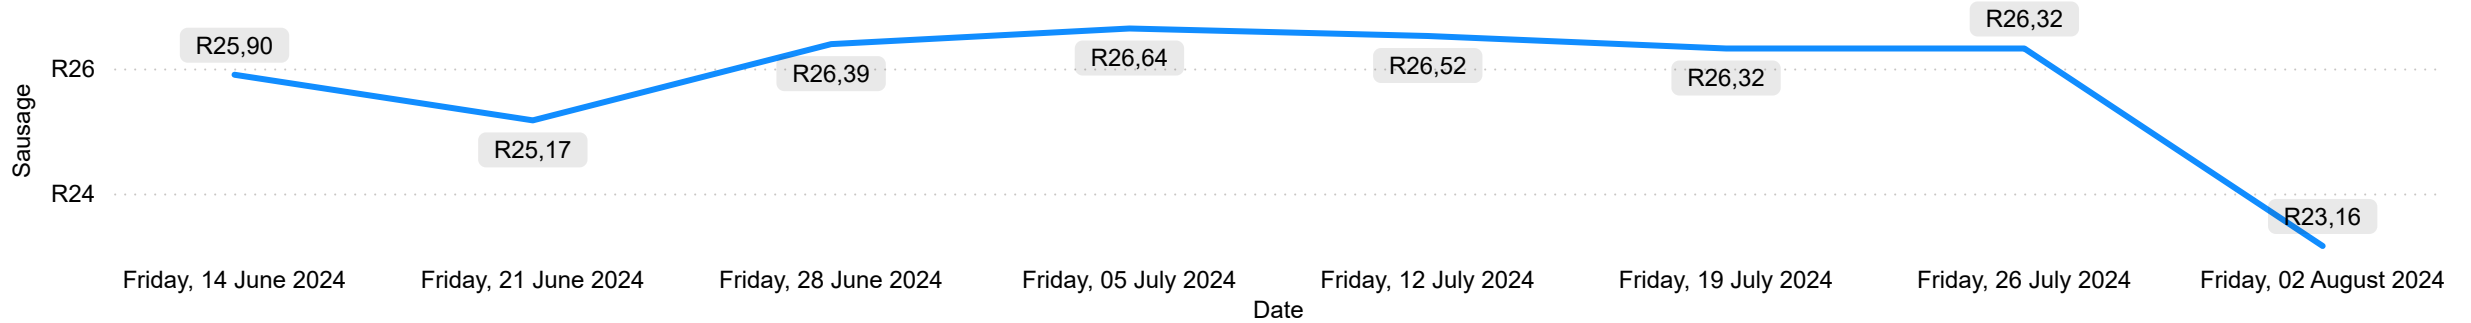 R25,90
R25,17
R26,39
R26,64
R26,52
R26,32
R26,32
R23,16
R26
R24
Sausage
Friday, 14 June 2024
Friday, 21 June 2024
Friday, 28 June 2024
Friday, 05 July 2024
Friday, 12 July 2024
Friday, 19 July 2024
Friday, 26 July 2024
Friday, 02 August 2024
Date